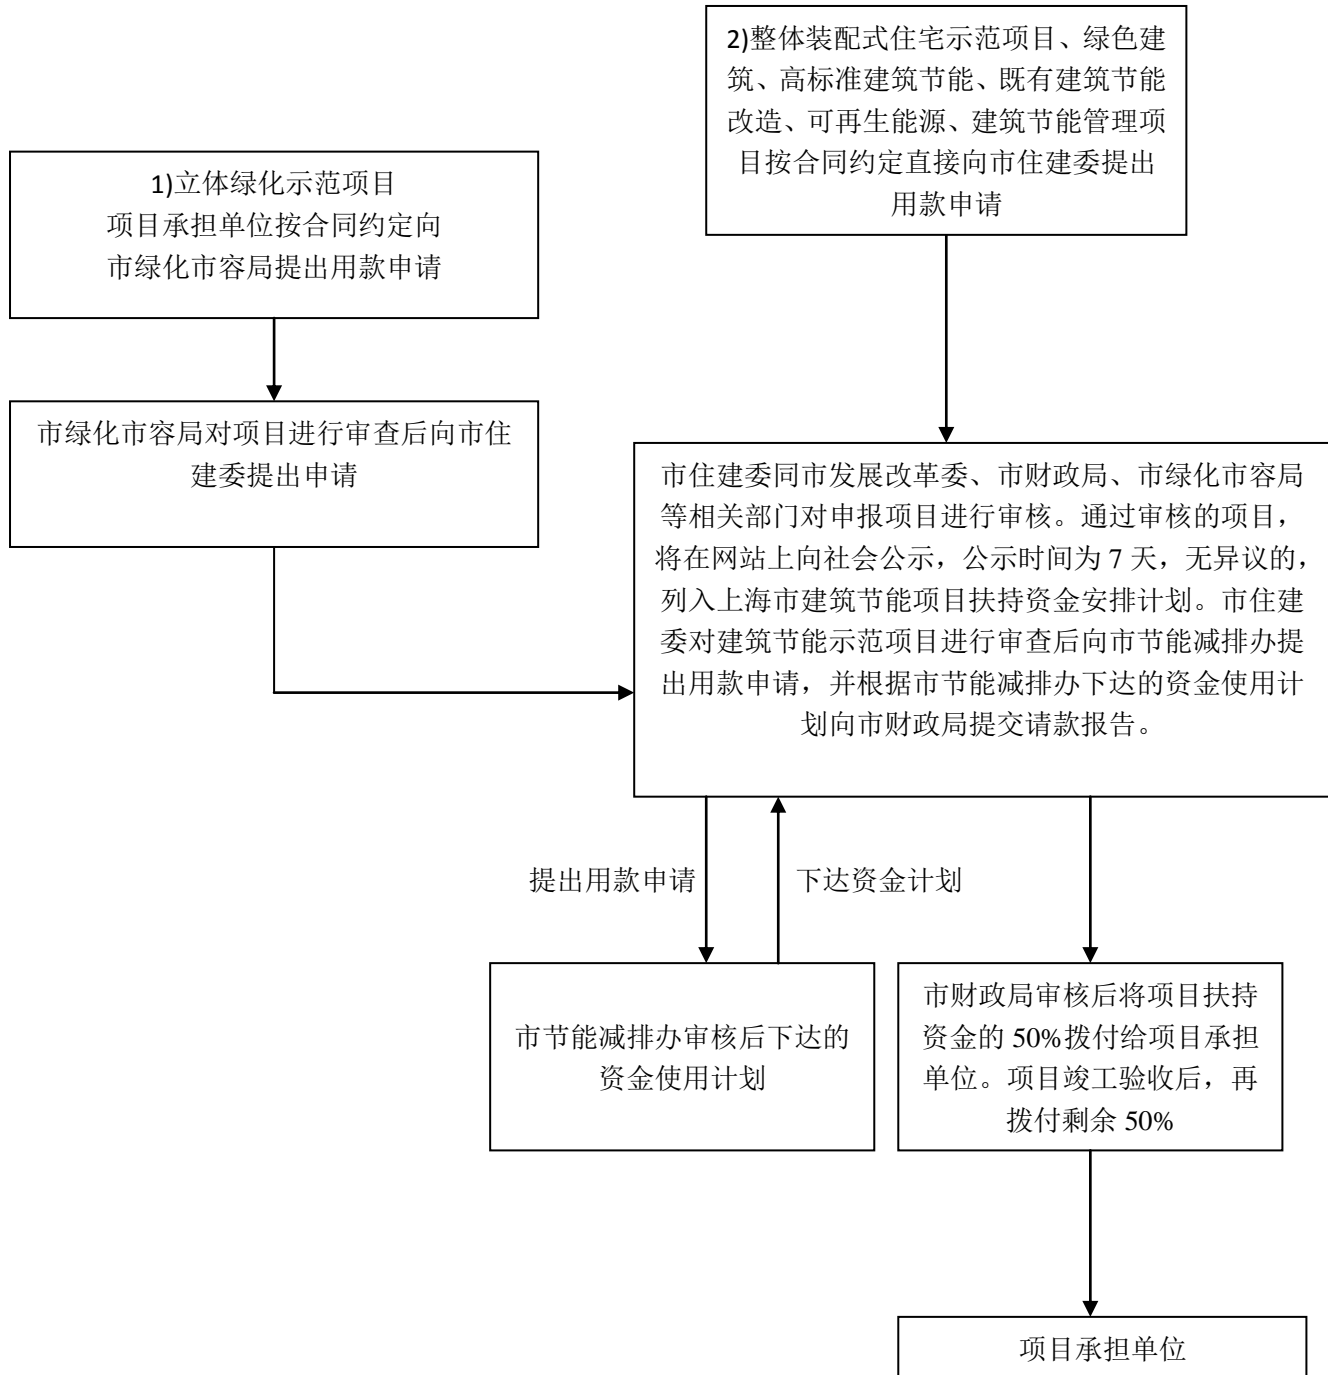 2)整体装配式住宅示范项目、绿色建
筑、高标准建筑节能、既有建筑节能
改造、可再生能源、建筑节能管理项
目按合同约定直接向市住建委提出
用款申请
1)立体绿化示范项目
项目承担单位按合同约定向
市绿化市容局提出用款申请
市绿化市容局对项目进行审查后向市住
建委提出申请
市住建委同市发展改革委、市财政局、市绿化市容局
等相关部门对申报项目进行审核。通过审核的项目，
将在网站上向社会公示，公示时间为 7 天，无异议的，
列入上海市建筑节能项目扶持资金安排计划。市住建
委对建筑节能示范项目进行审查后向市节能减排办提
出用款申请，并根据市节能减排办下达的资金使用计
划向市财政局提交请款报告。
提出用款申请
下达资金计划
市节能减排办审核后下达的
资金使用计划
市财政局审核后将项目扶持
资金的 50%拨付给项目承担
单位。项目竣工验收后，再
拨付剩余 50%
项目承担单位